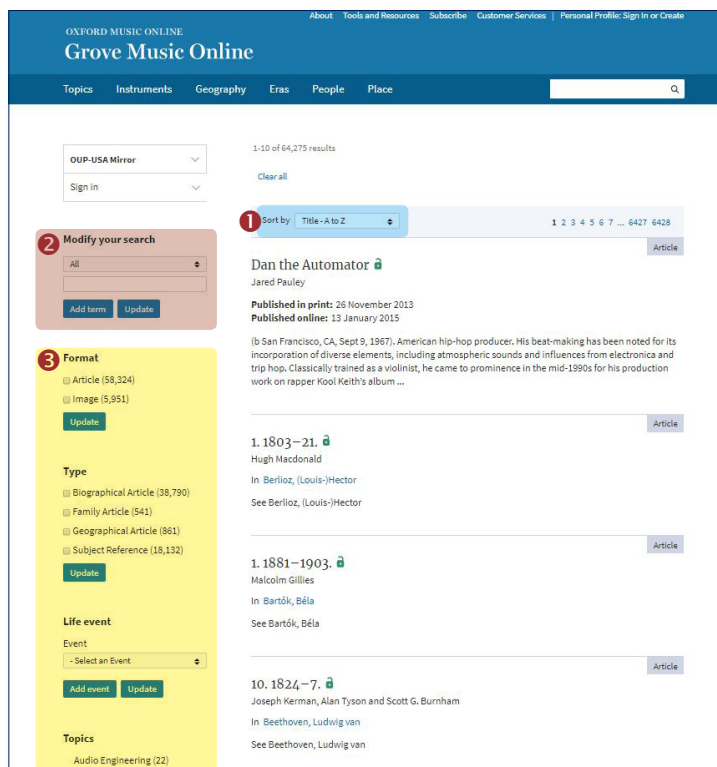 About Tools and Resources Subscribe Customer Services Personal Profile: Sign In or Create
OXFORD MUSIC ONLINE
Grove Music Online
Topics Instruments Geography Eras People Place
OUP-USA Mirror
Sign in
1-10 of 64,275 results
Clear all
1 Sort by Title - A to Z
1 2 3 4 5 6 7 ... 6427 6428
2 Modify your search
All
Add term Update
3 Format
Article (58,324)
Image (5,951)
Update
Type
Biographical Article (38,790)
Family Article (541)
Geographical Article (861)
Subject Reference (18,132)
Update
Life event
Event
- Select an Event
Add event Update
Topics
Audio Engineering (22)
Article
Dan the Automator
Jared Pauley
Published in print: 26 November 2013
Published online: 13 January 2015
(b San Francisco, CA, Sept 9, 1967). American hip-hop producer. His beat-making has been noted for its
incorporation of diverse elements, including atmospheric sounds and influences from electronica and
trip hop. Classically trained as a violinist, he came to prominence in the mid-1990s for his production
work on rapper Kool Keith's album ...
Article
1. 1803–21.
Hugh Macdonald
In Berlioz, (Louis-)Hector
See Berlioz, (Louis-)Hector
Article
1. 1881–1903.
Malcolm Gillies
In Bartók, Béla
See Bartók, Béla
Article
10. 1824–7.
Joseph Kerman, Alan Tyson and Scott G. Burnham
In Beethoven, Ludwig van
See Beethoven, Ludwig van